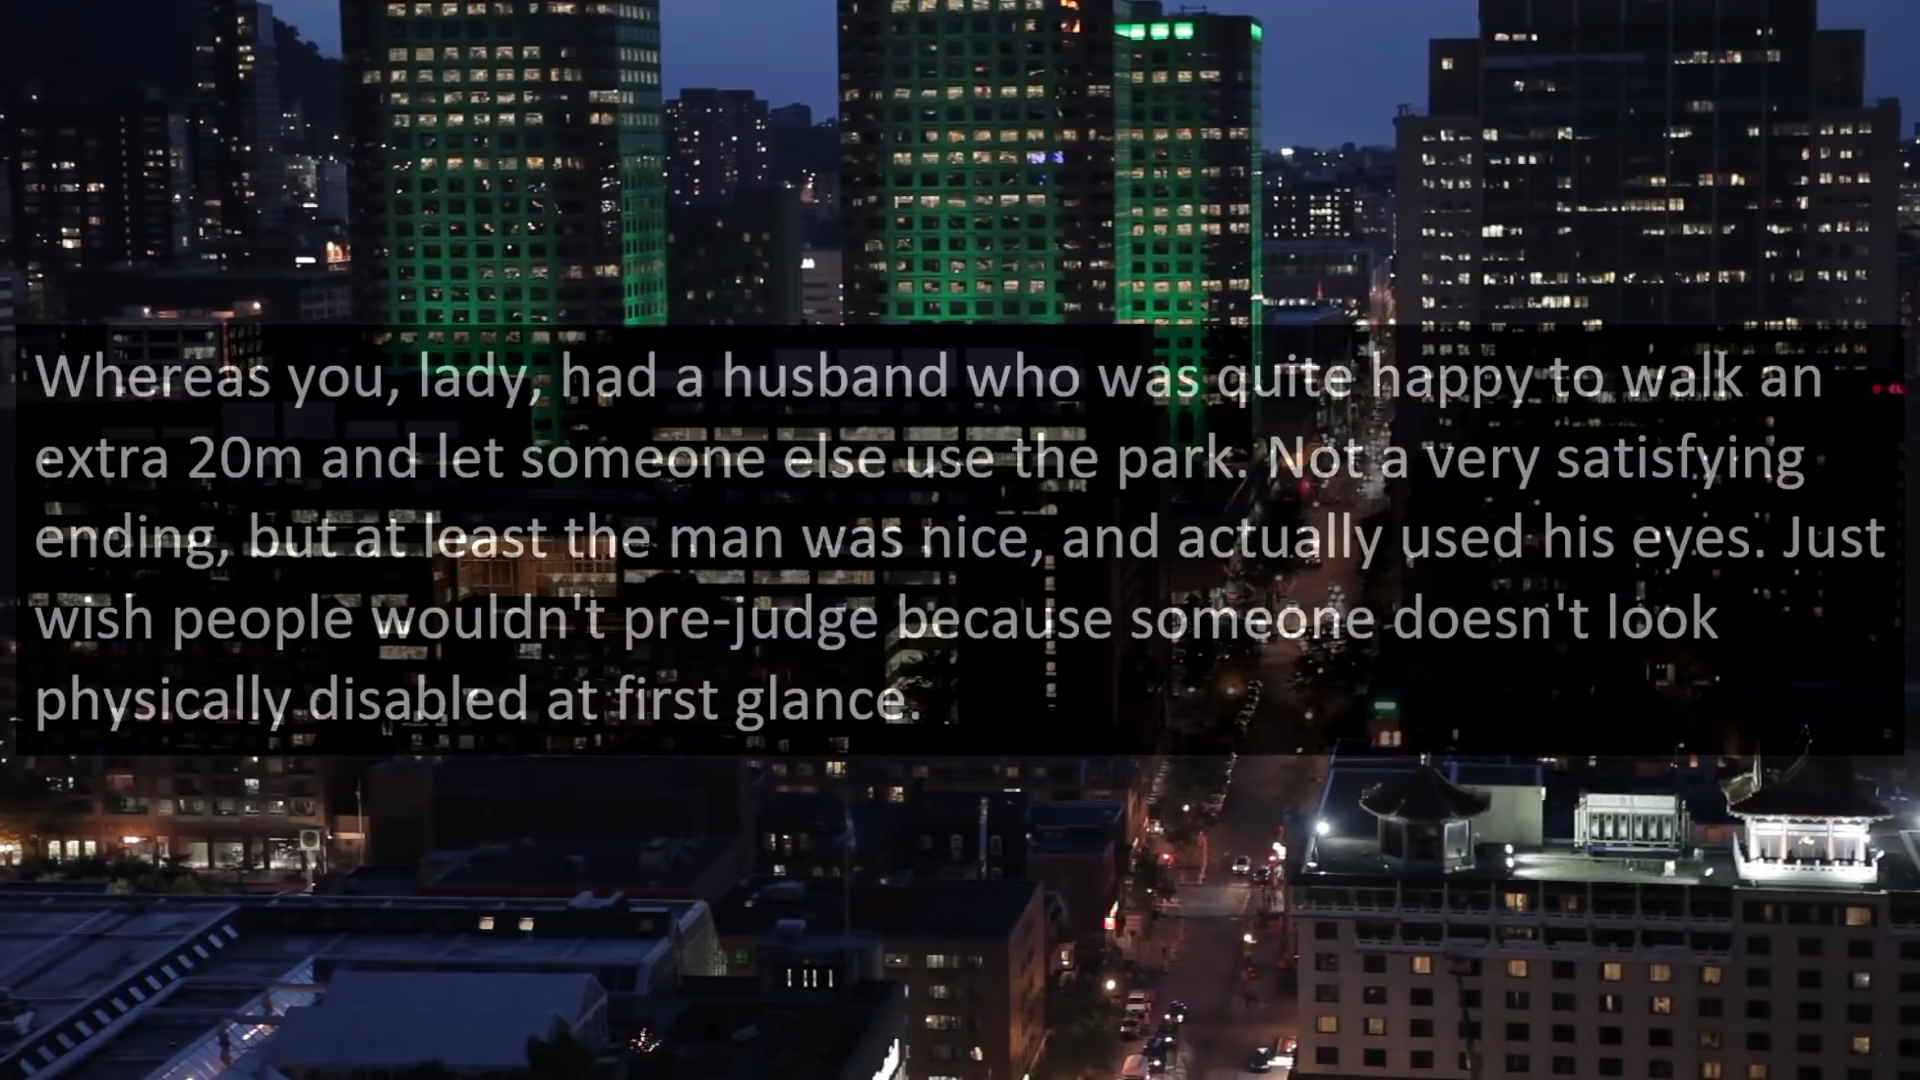 Whereas you, lady, had a husband who was quite happy to walk an
extra 20m and let someone else use the park. Not a very satisfying
ending, but at least the man was nice, and actually used his eyes. Just
wish people wouldn't pre-judge because someone doesn't look
physically disabled at first glance.